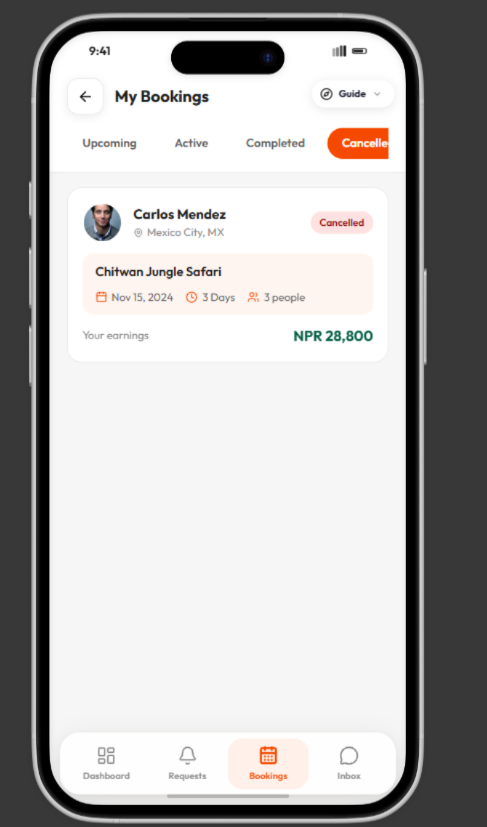 9:41
My Bookings
Guide
Upcoming Active Completed Cancelle
Carlos Mendez
Cancelled
Mexico City, MX
Chitwan Jungle Safari
Nov 15, 2024 3 Days 3 people
Your earnings NPR 28,800
Dashboard Requests Bookings Inbox